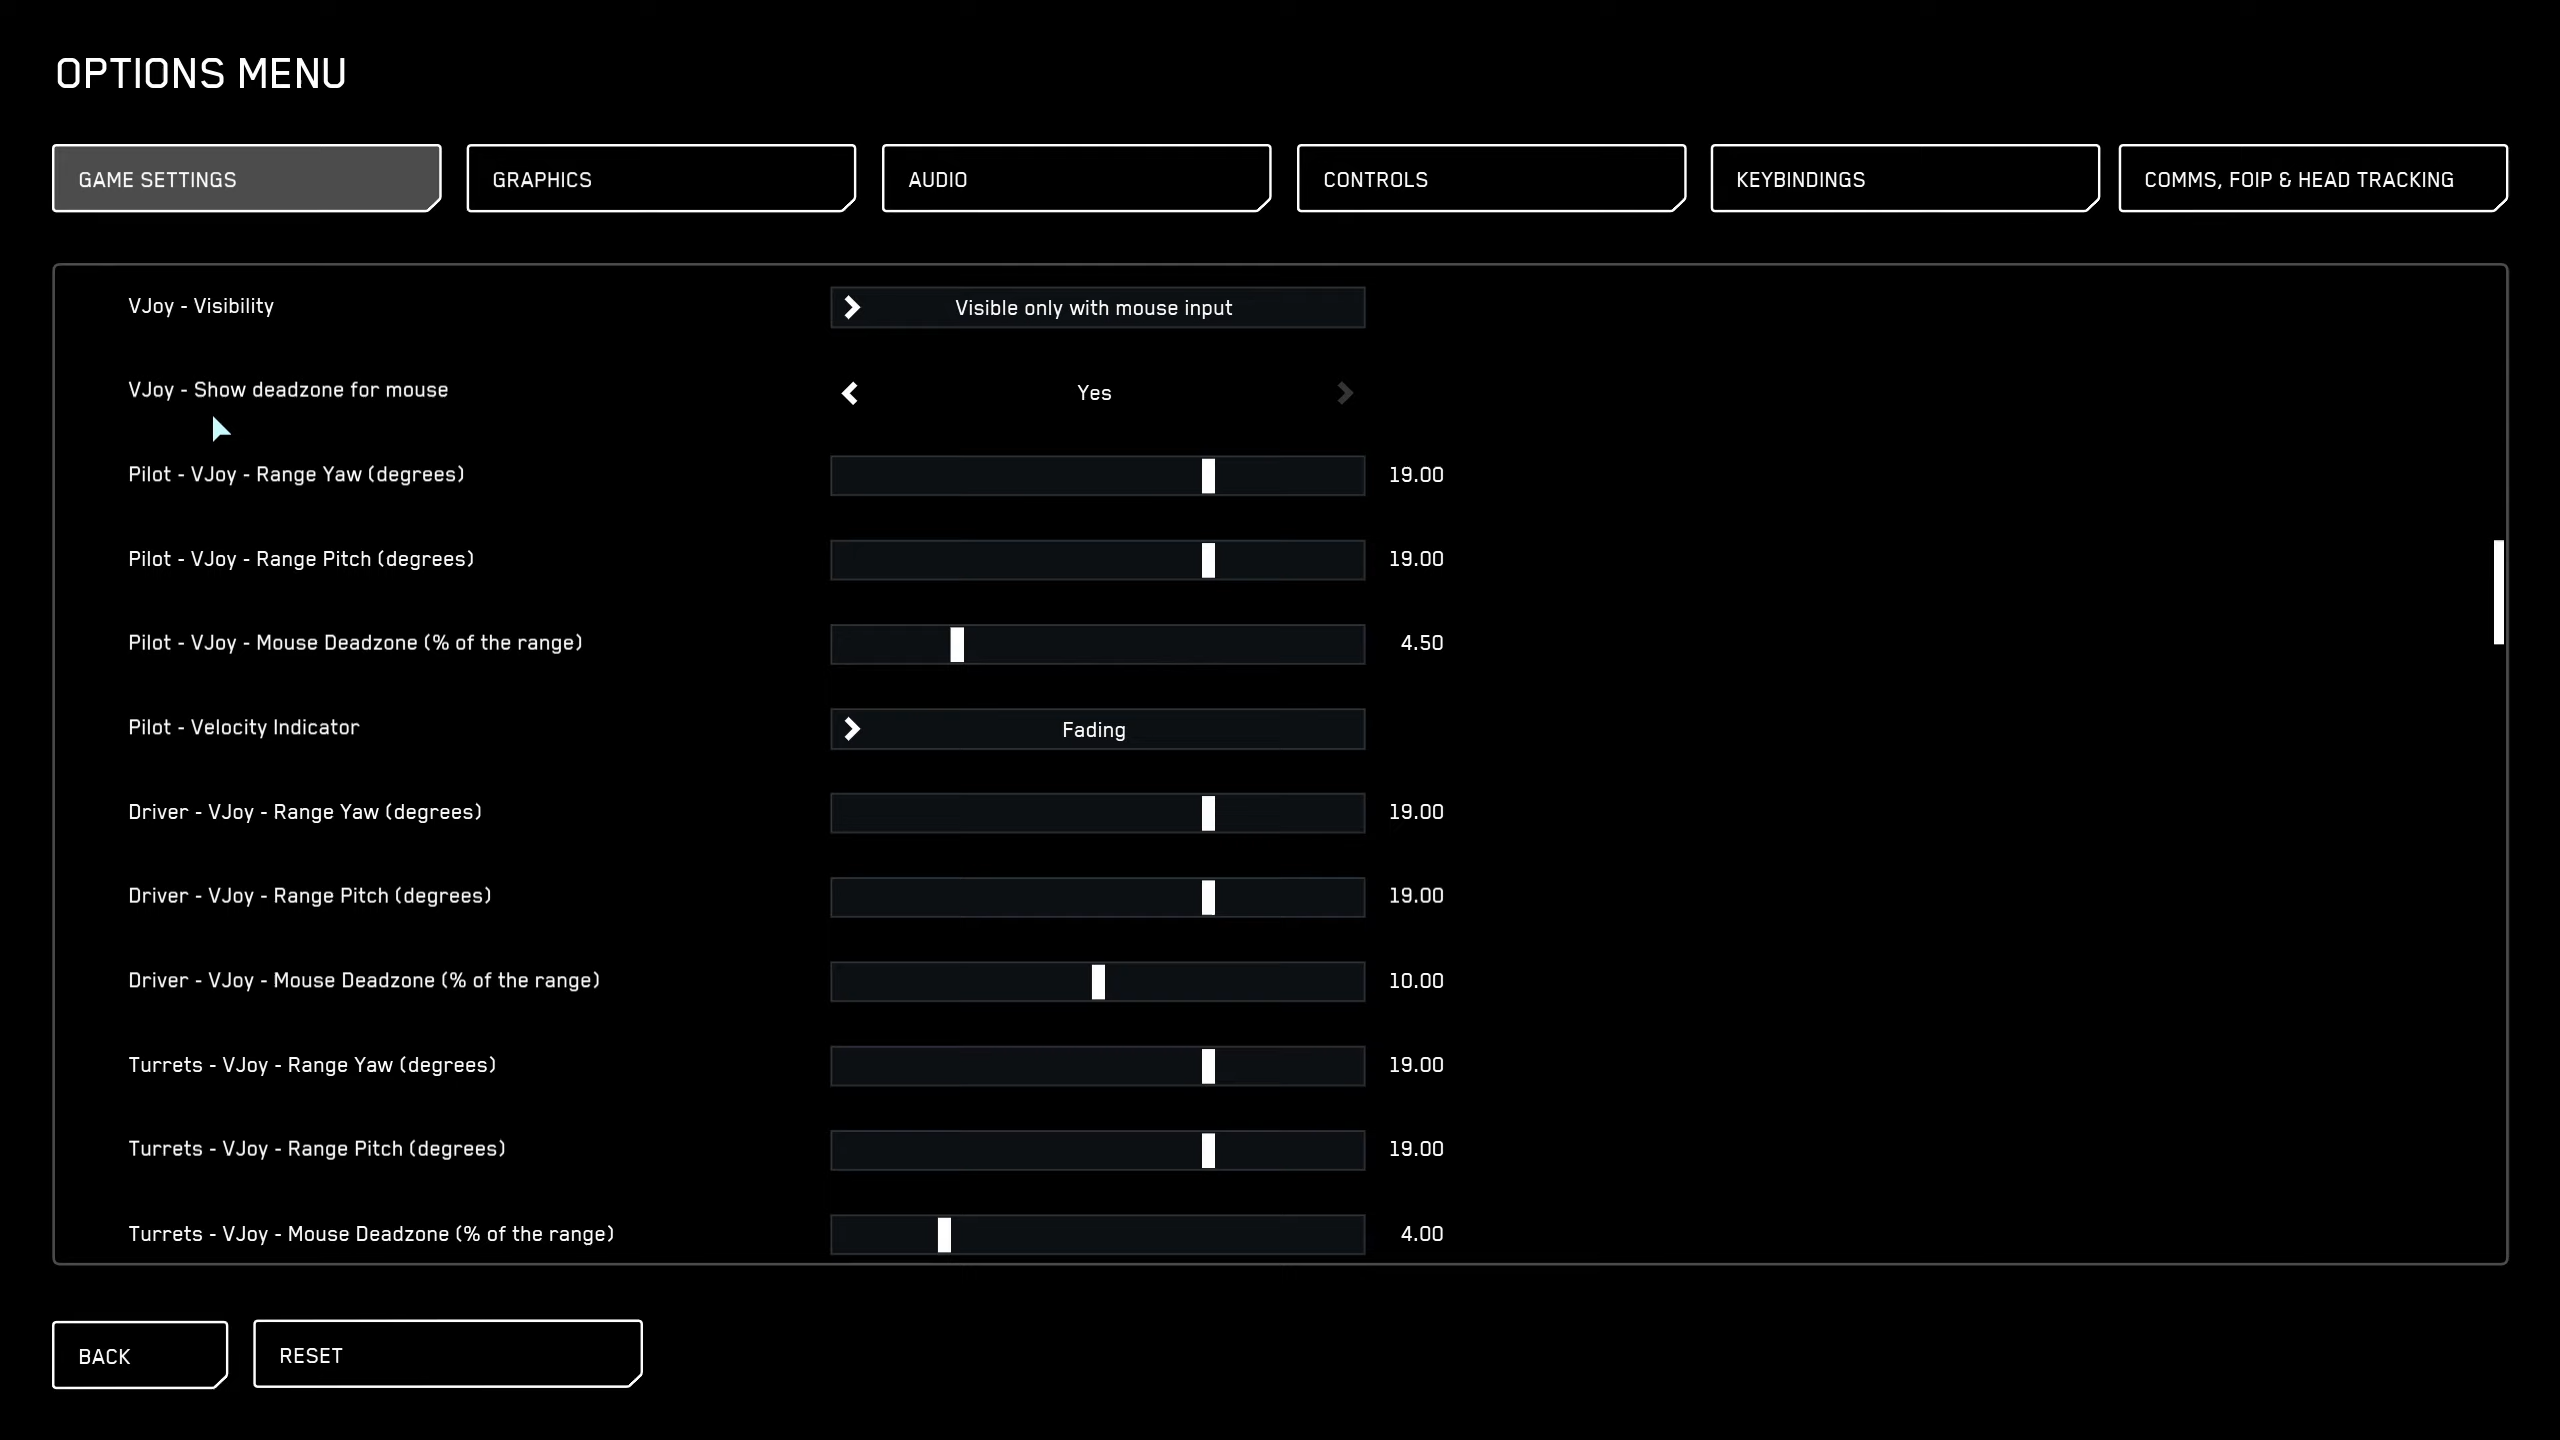 OPTIONS MENU
GAME SETTINGS
GRAPHICS
AUDIO
CONTROLS
KEYBINDINGS
COMMS, FOIP & HEAD TRACKING
VJoy - Visibility
Visible only with mouse input
VJoy - Show deadzone for mouse
Yes
Pilot - VJoy - Range Yaw (degrees)
19.00
Pilot - VJoy - Range Pitch (degrees)
19.00
Pilot - VJoy - Mouse Deadzone (% of the range)
4.50
Pilot - Velocity Indicator
Fading
Driver - VJoy - Range Yaw (degrees)
19.00
Driver - VJoy - Range Pitch (degrees)
19.00
Driver - VJoy - Mouse Deadzone (% of the range)
10.00
Turrets - VJoy - Range Yaw (degrees)
19.00
Turrets - VJoy - Range Pitch (degrees)
19.00
Turrets - VJoy - Mouse Deadzone (% of the range)
4.00
BACK
RESET